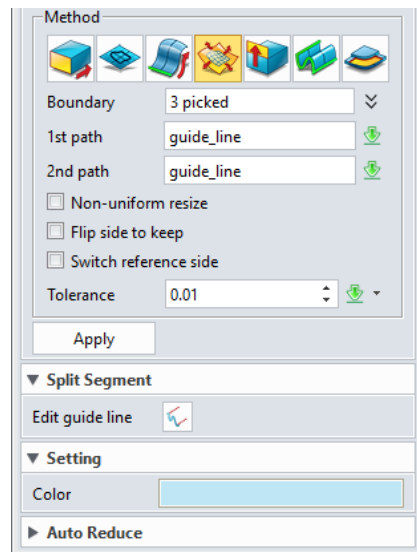 Method
Boundary 3 picked
1st path guide_line
2nd path guide_line
Non-uniform resize
Flip side to keep
Switch reference side
Tolerance 0.01
Apply
Split Segment
Edit guide line
Setting
Color
Auto Reduce